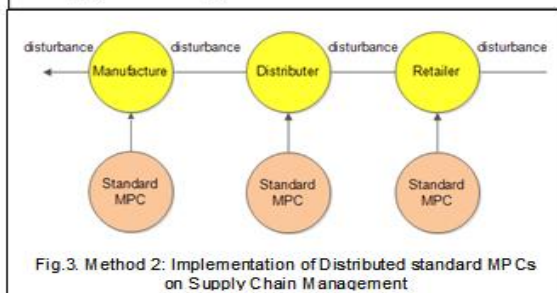 disturbance disturbance disturbance disturbance
Manufacture Distributer Retailer
Standard MPC Standard MPC Standard MPC
Fig.3. Method 2: Implementation of Distributed standard MPCs
on Supply Chain Management